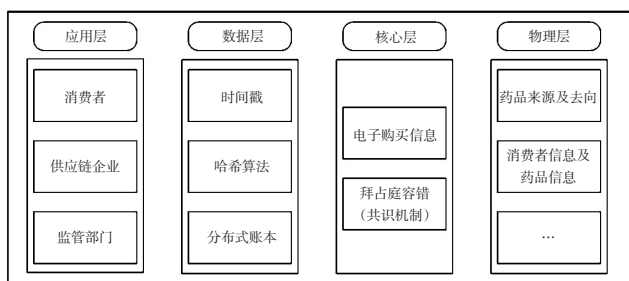 应用层
消费者
供应链企业
监管部门
数据层
时间戳
哈希算法
分布式账本
核心层
电子购买信息
拜占庭容错
（共识机制）
物理层
药品来源及去向
消费者信息及
药品信息
…